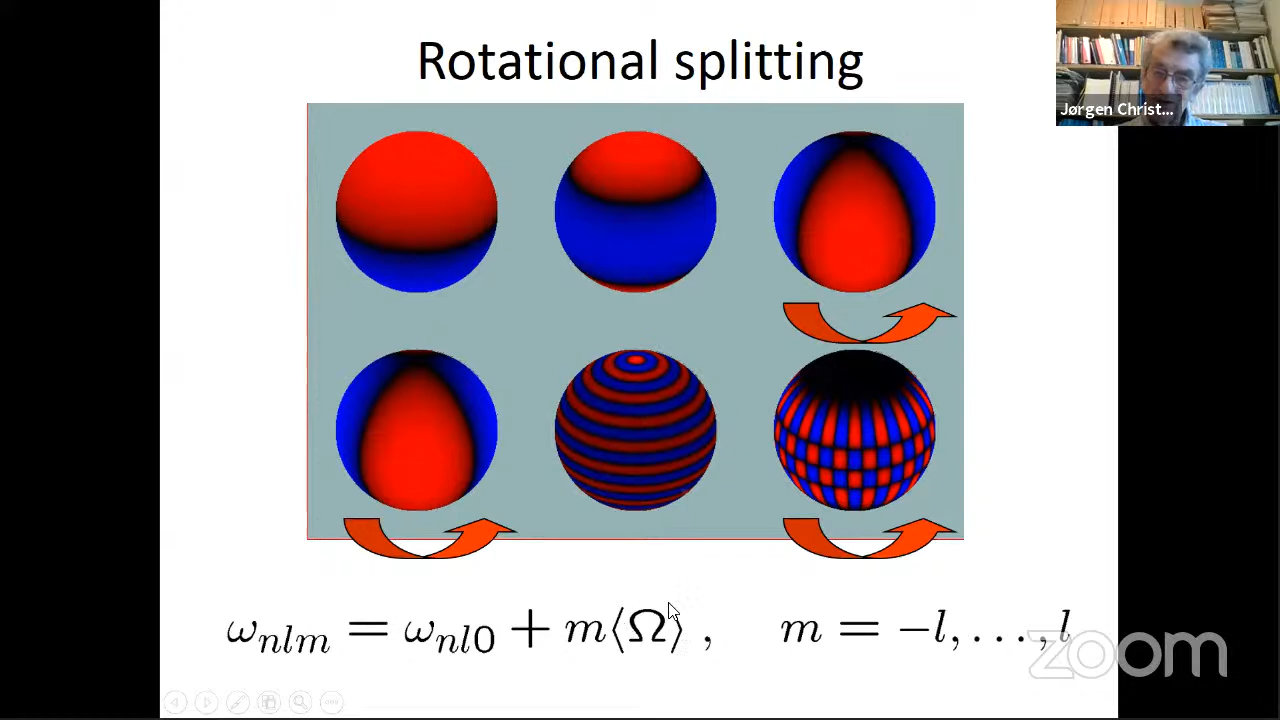 Rotational splitting
Jørgen Christ...
ω_{nlm} = ω_{nl0} + m⟨Ω⟩ ,   m = −l, . . . , l
zoom